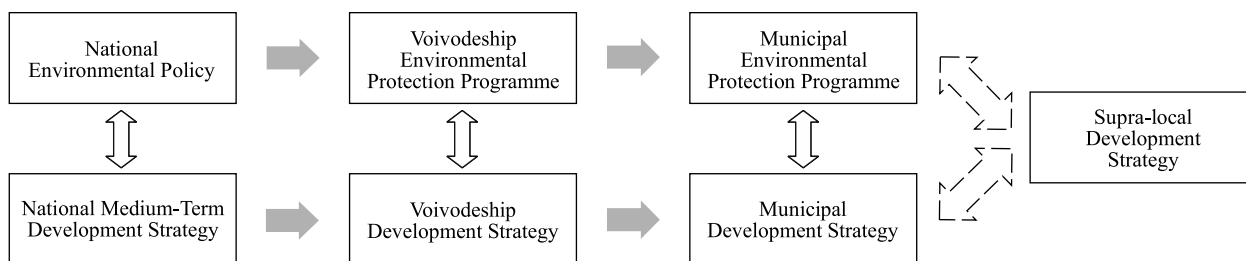 National
Environmental Policy
Voivodeship
Environmental
Protection Programme
Municipal
Environmental
Protection Programme
Supra-local
Development
Strategy
National Medium-Term
Development Strategy
Voivodeship
Development Strategy
Municipal
Development Strategy